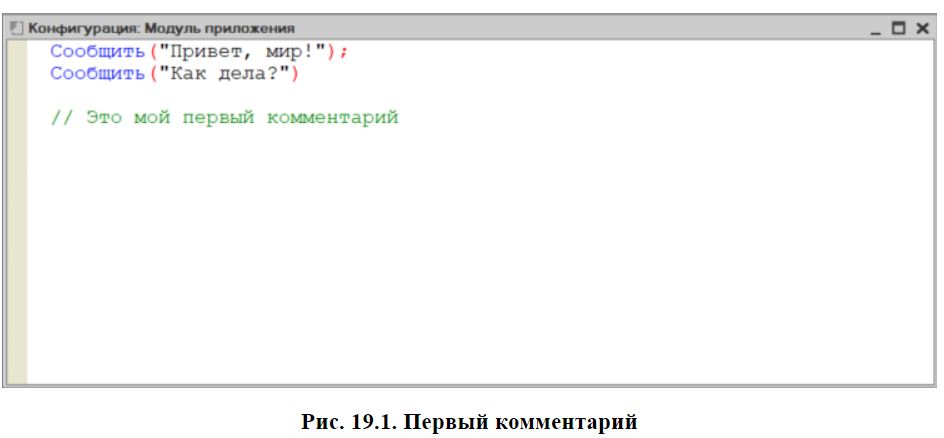 Конфигурация: Модуль приложения
Сообщить("Привет, мир!");
Сообщить("Как дела?")
// Это мой первый комментарий
Рис. 19.1. Первый комментарий